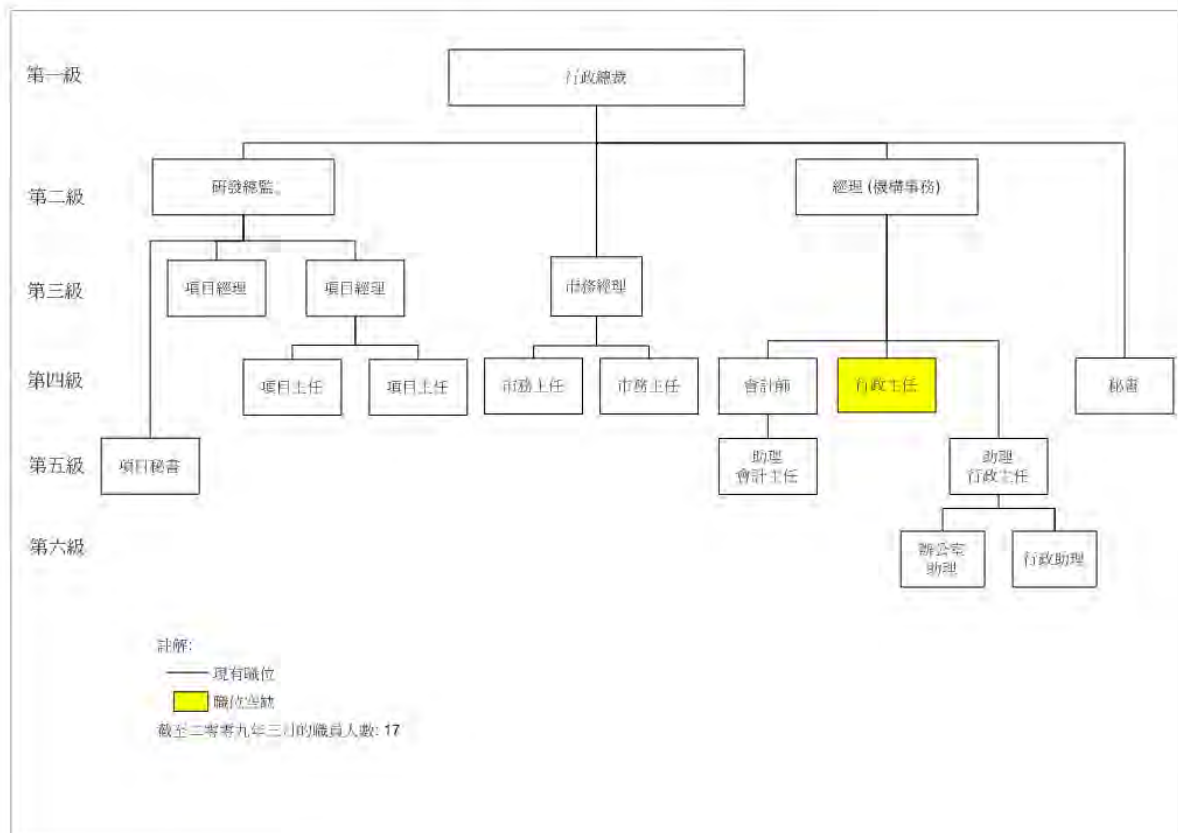 第一級
行政總裁
第二級
研發總監
經理 (機構事務)
第三級
項目經理
項目經理
市務經理
第四級
項目主任
項目主任
市務主任
市務主任
會計師
行政主任
秘書
第五級
項目秘書
助理
會計主任
助理
行政主任
第六級
辦公室
助理
行政助理
註解:
現有職位
職位空缺
截至二零零九年三月的職員人數: 17